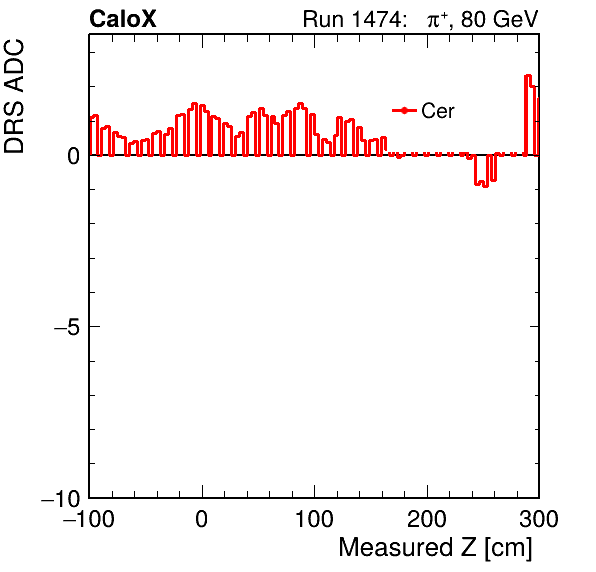 CaloX Run 1474: π⁺, 80 GeV
DRS ADC
Cer
0
−5
−10
−100 0 100 200 300
Measured Z [cm]